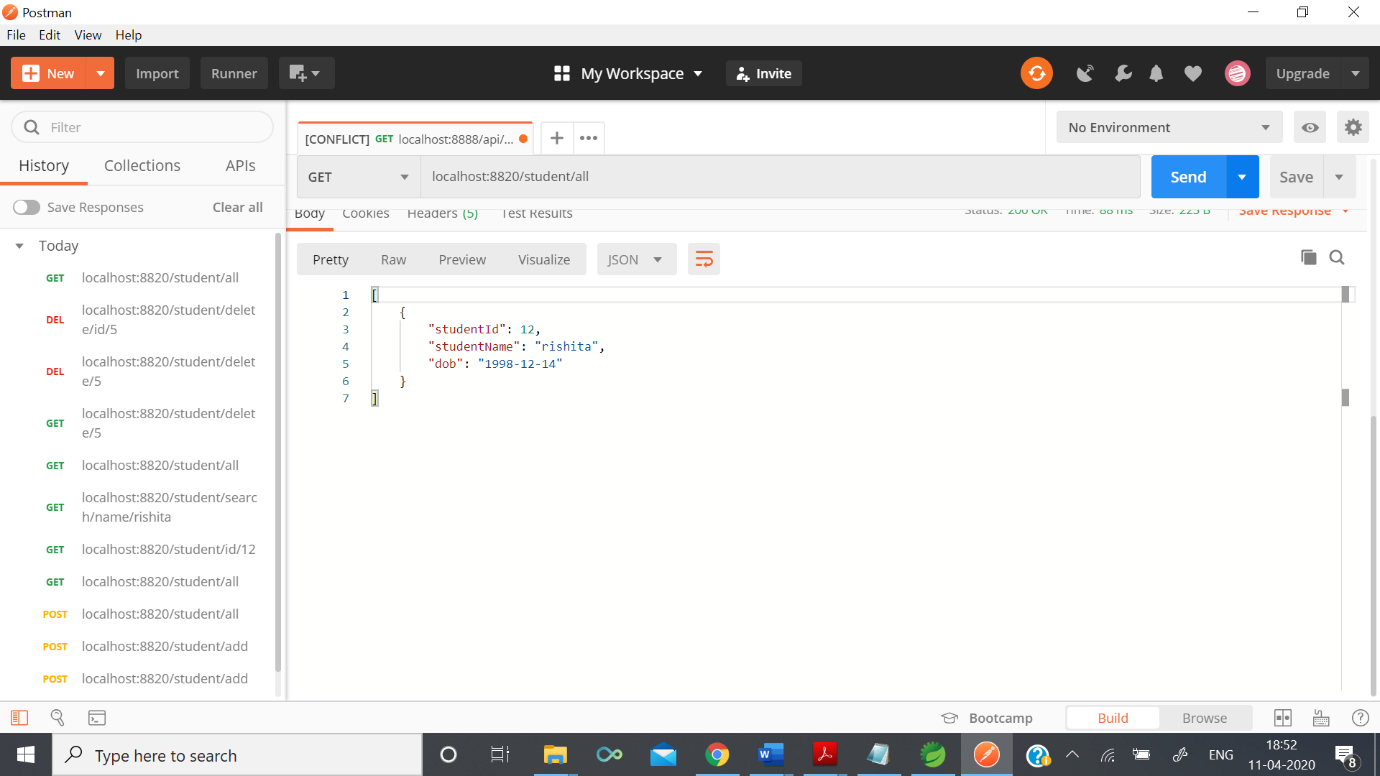 Postman
File Edit View Help
New Import Runner My Workspace Invite Upgrade
Filter
History Collections APIs
Save Responses Clear all
Today
GET localhost:8820/student/all
DEL localhost:8820/student/delet
e/id/5
DEL localhost:8820/student/delet
e/5
GET localhost:8820/student/delet
e/5
GET localhost:8820/student/all
GET localhost:8820/student/searc
h/name/rishita
GET localhost:8820/student/id/12
GET localhost:8820/student/all
POST localhost:8820/student/all
POST localhost:8820/student/add
POST localhost:8820/student/add
[CONFLICT] GET localhost:8888/api/... + •••
No Environment
GET localhost:8820/student/all Send Save
Body Cookies Headers (5) Test Results Status: 200 OK Time: 88 ms Size: 225 B Save Response
Pretty Raw Preview Visualize JSON
1 [
2 {
3 "studentId": 12,
4 "studentName": "rishita",
5 "dob": "1998-12-14"
6 }
7 ]
Bootcamp Build Browse
Type here to search
ENG
18:52
11-04-2020
8